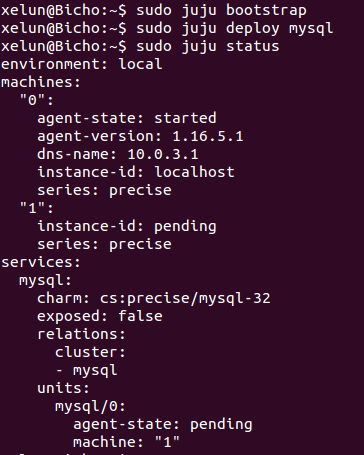 xelun@Bicho:~$ sudo juju bootstrap
xelun@Bicho:~$ sudo juju deploy mysql
xelun@Bicho:~$ sudo juju status
environment: local
machines:
  "0":
    agent-state: started
    agent-version: 1.16.5.1
    dns-name: 10.0.3.1
    instance-id: localhost
    series: precise
  "1":
    instance-id: pending
    series: precise
services:
  mysql:
    charm: cs:precise/mysql-32
    exposed: false
    relations:
      cluster:
      - mysql
    units:
      mysql/0:
        agent-state: pending
        machine: "1"